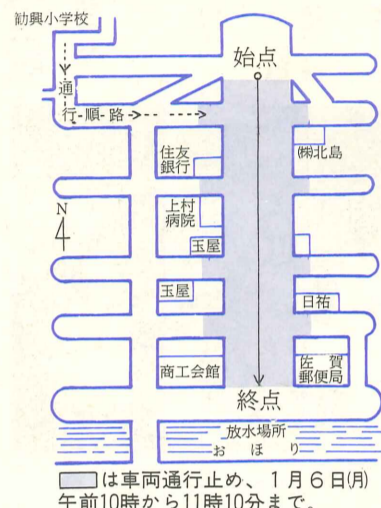 勧興小学校
始点
通
行-順-路
住友
銀行
㈱北島
上村
病院
N
玉屋
玉屋
日祐
商工会館
佐賀
郵便局
終点
放水場所
おほり
は車両通行止め、1月6日(月)
午前10時から11時10分まで。